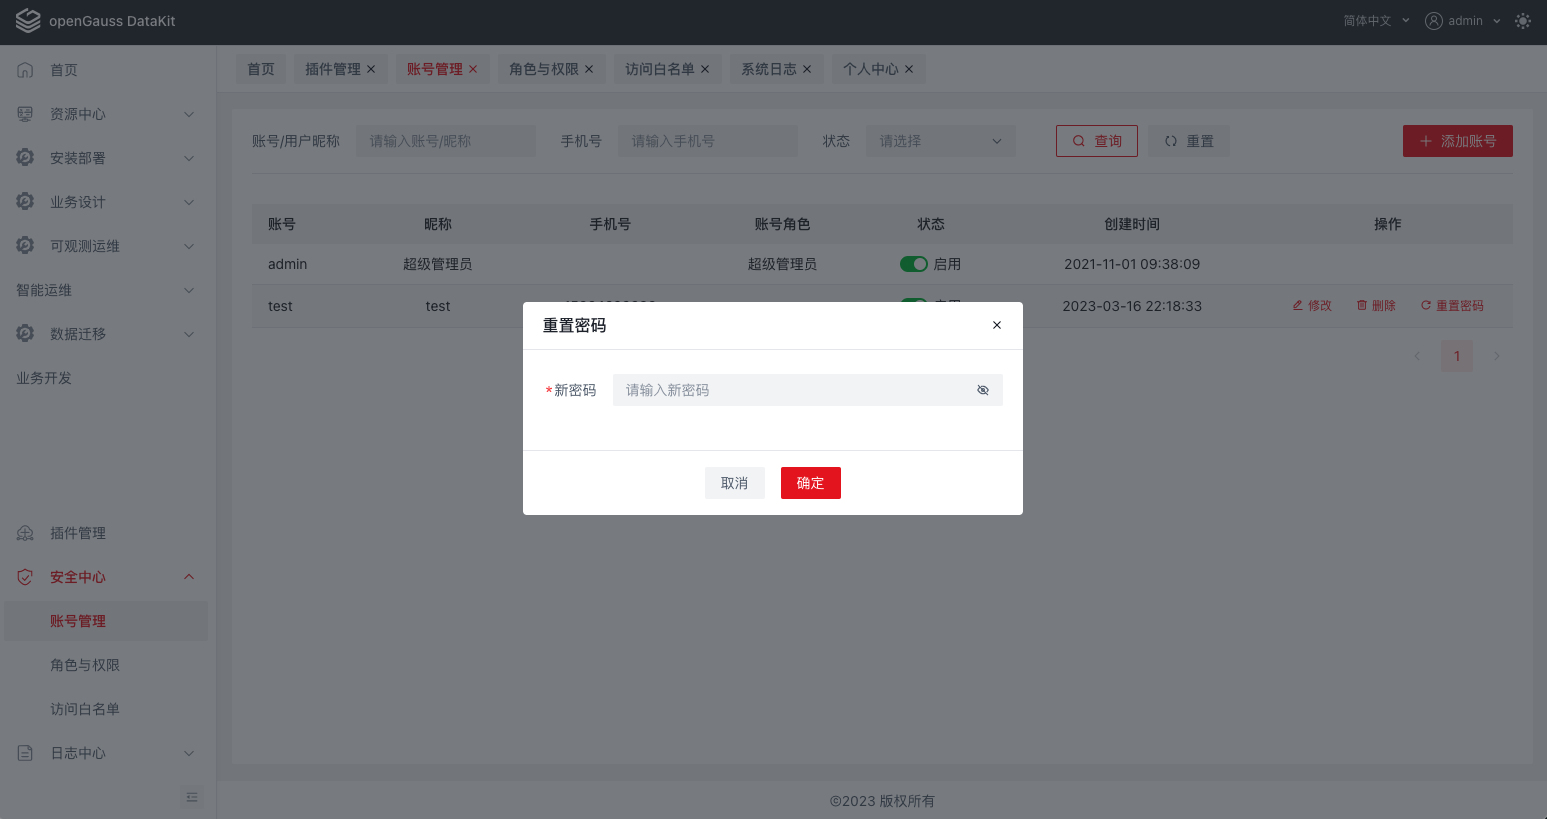 openGauss DataKit
简体中文
admin
首页
资源中心
安装部署
业务设计
可观测运维
智能运维
数据迁移
业务开发
插件管理
安全中心
账号管理
角色与权限
访问白名单
日志中心
首页 插件管理 账号管理 角色与权限 访问白名单 系统日志 个人中心
账号/用户昵称 请输入账号/昵称 手机号 请输入手机号 状态 请选择 查询 重置 添加账号
账号 昵称 手机号 账号角色 状态 创建时间 操作
admin 超级管理员 超级管理员 启用 2021-11-01 09:38:09
test test 2023-03-16 22:18:33 修改 删除 重置密码
1
重置密码
*新密码 请输入新密码
取消 确定
©2023 版权所有